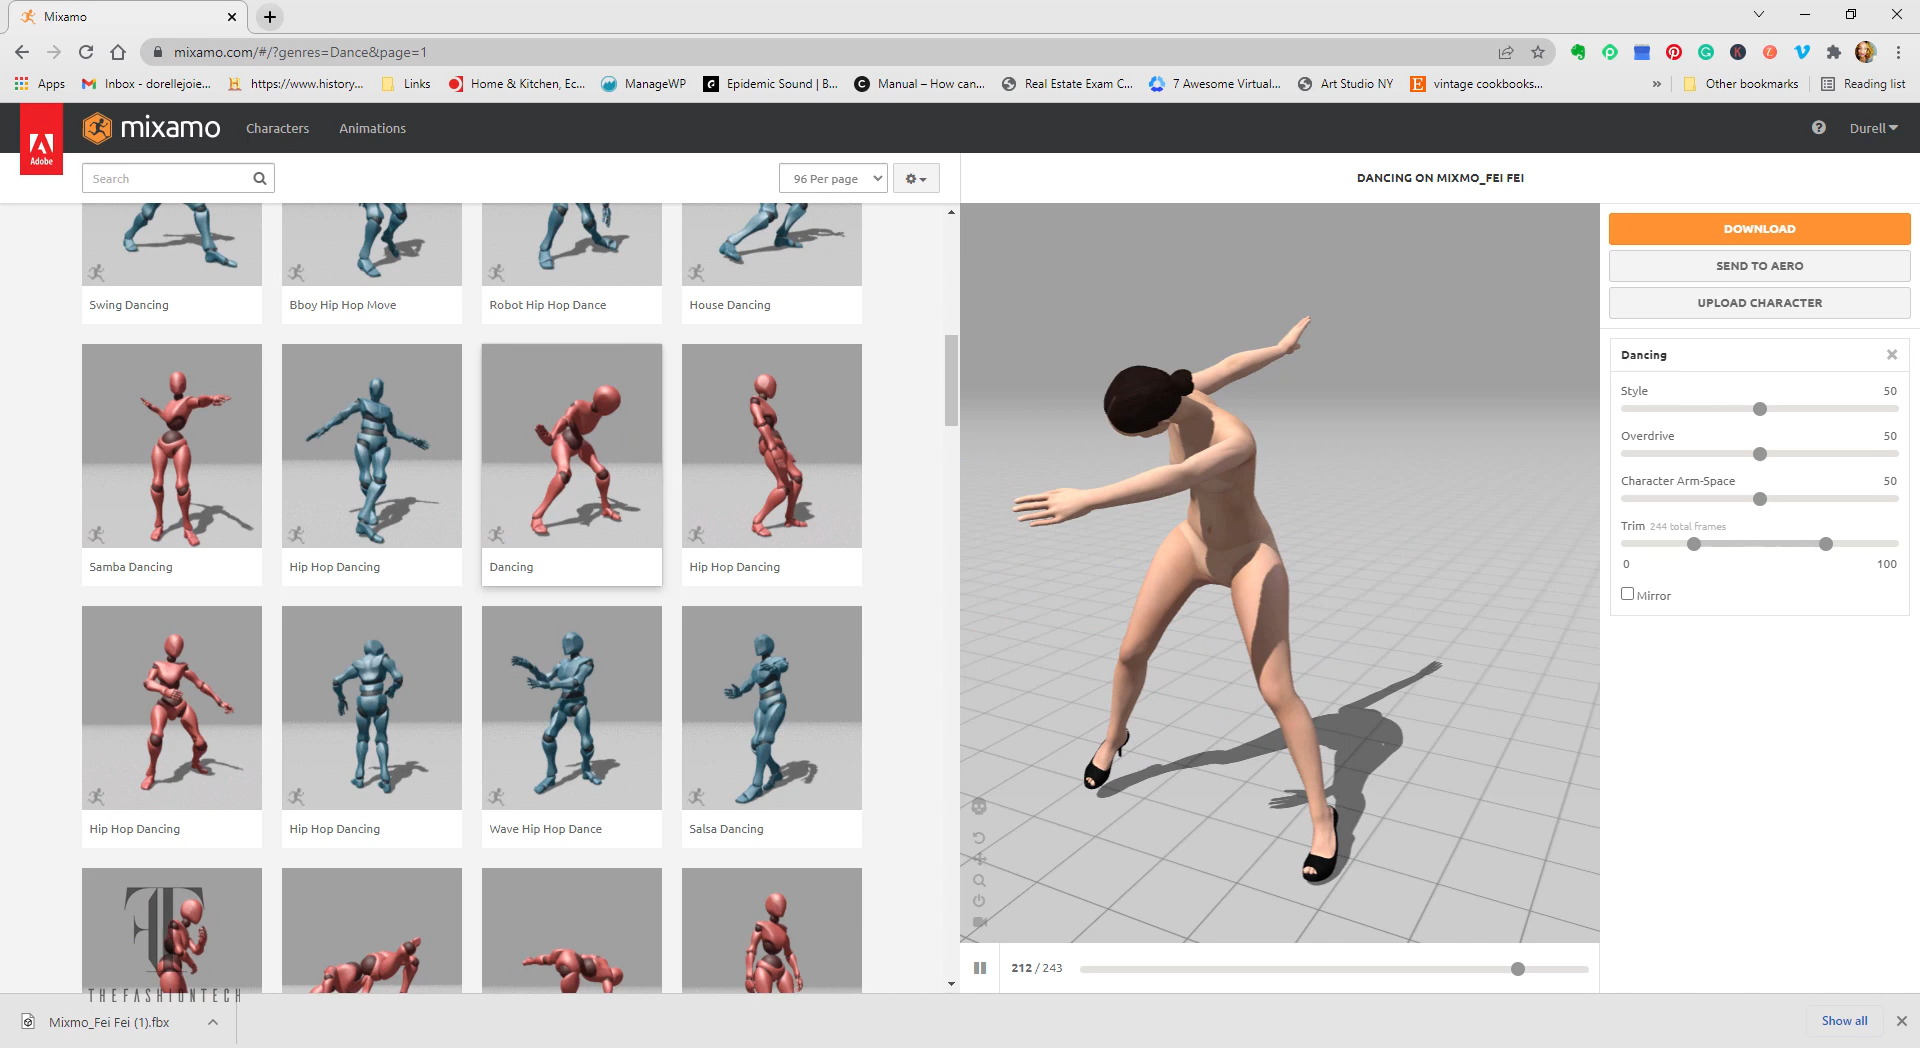 Mixamo
mixamo.com/#/?genres=Dance&page=1
Apps
Inbox - dorellejoie...
https://www.history...
Links
Home & Kitchen, Ec...
ManageWP
Epidemic Sound | B...
Manual – How can...
Real Estate Exam C...
7 Awesome Virtual...
Art Studio NY
vintage cookbooks...
»
Other bookmarks
Reading list
Adobe
mixamo
Characters
Animations
Durell
Search
96 Per page
DANCING ON MIXMO_FEI FEI
DOWNLOAD
SEND TO AERO
UPLOAD CHARACTER
Swing Dancing
Bboy Hip Hop Move
Robot Hip Hop Dance
House Dancing
Dancing
Style 50
Overdrive 50
Character Arm-Space 50
Trim 244 total frames
0 100
Mirror
Samba Dancing
Hip Hop Dancing
Dancing
Hip Hop Dancing
Hip Hop Dancing
Hip Hop Dancing
Wave Hip Hop Dance
Salsa Dancing
212 / 243
THEFASHIONTECH
Mixmo_Fei Fei (1).fbx
Show all